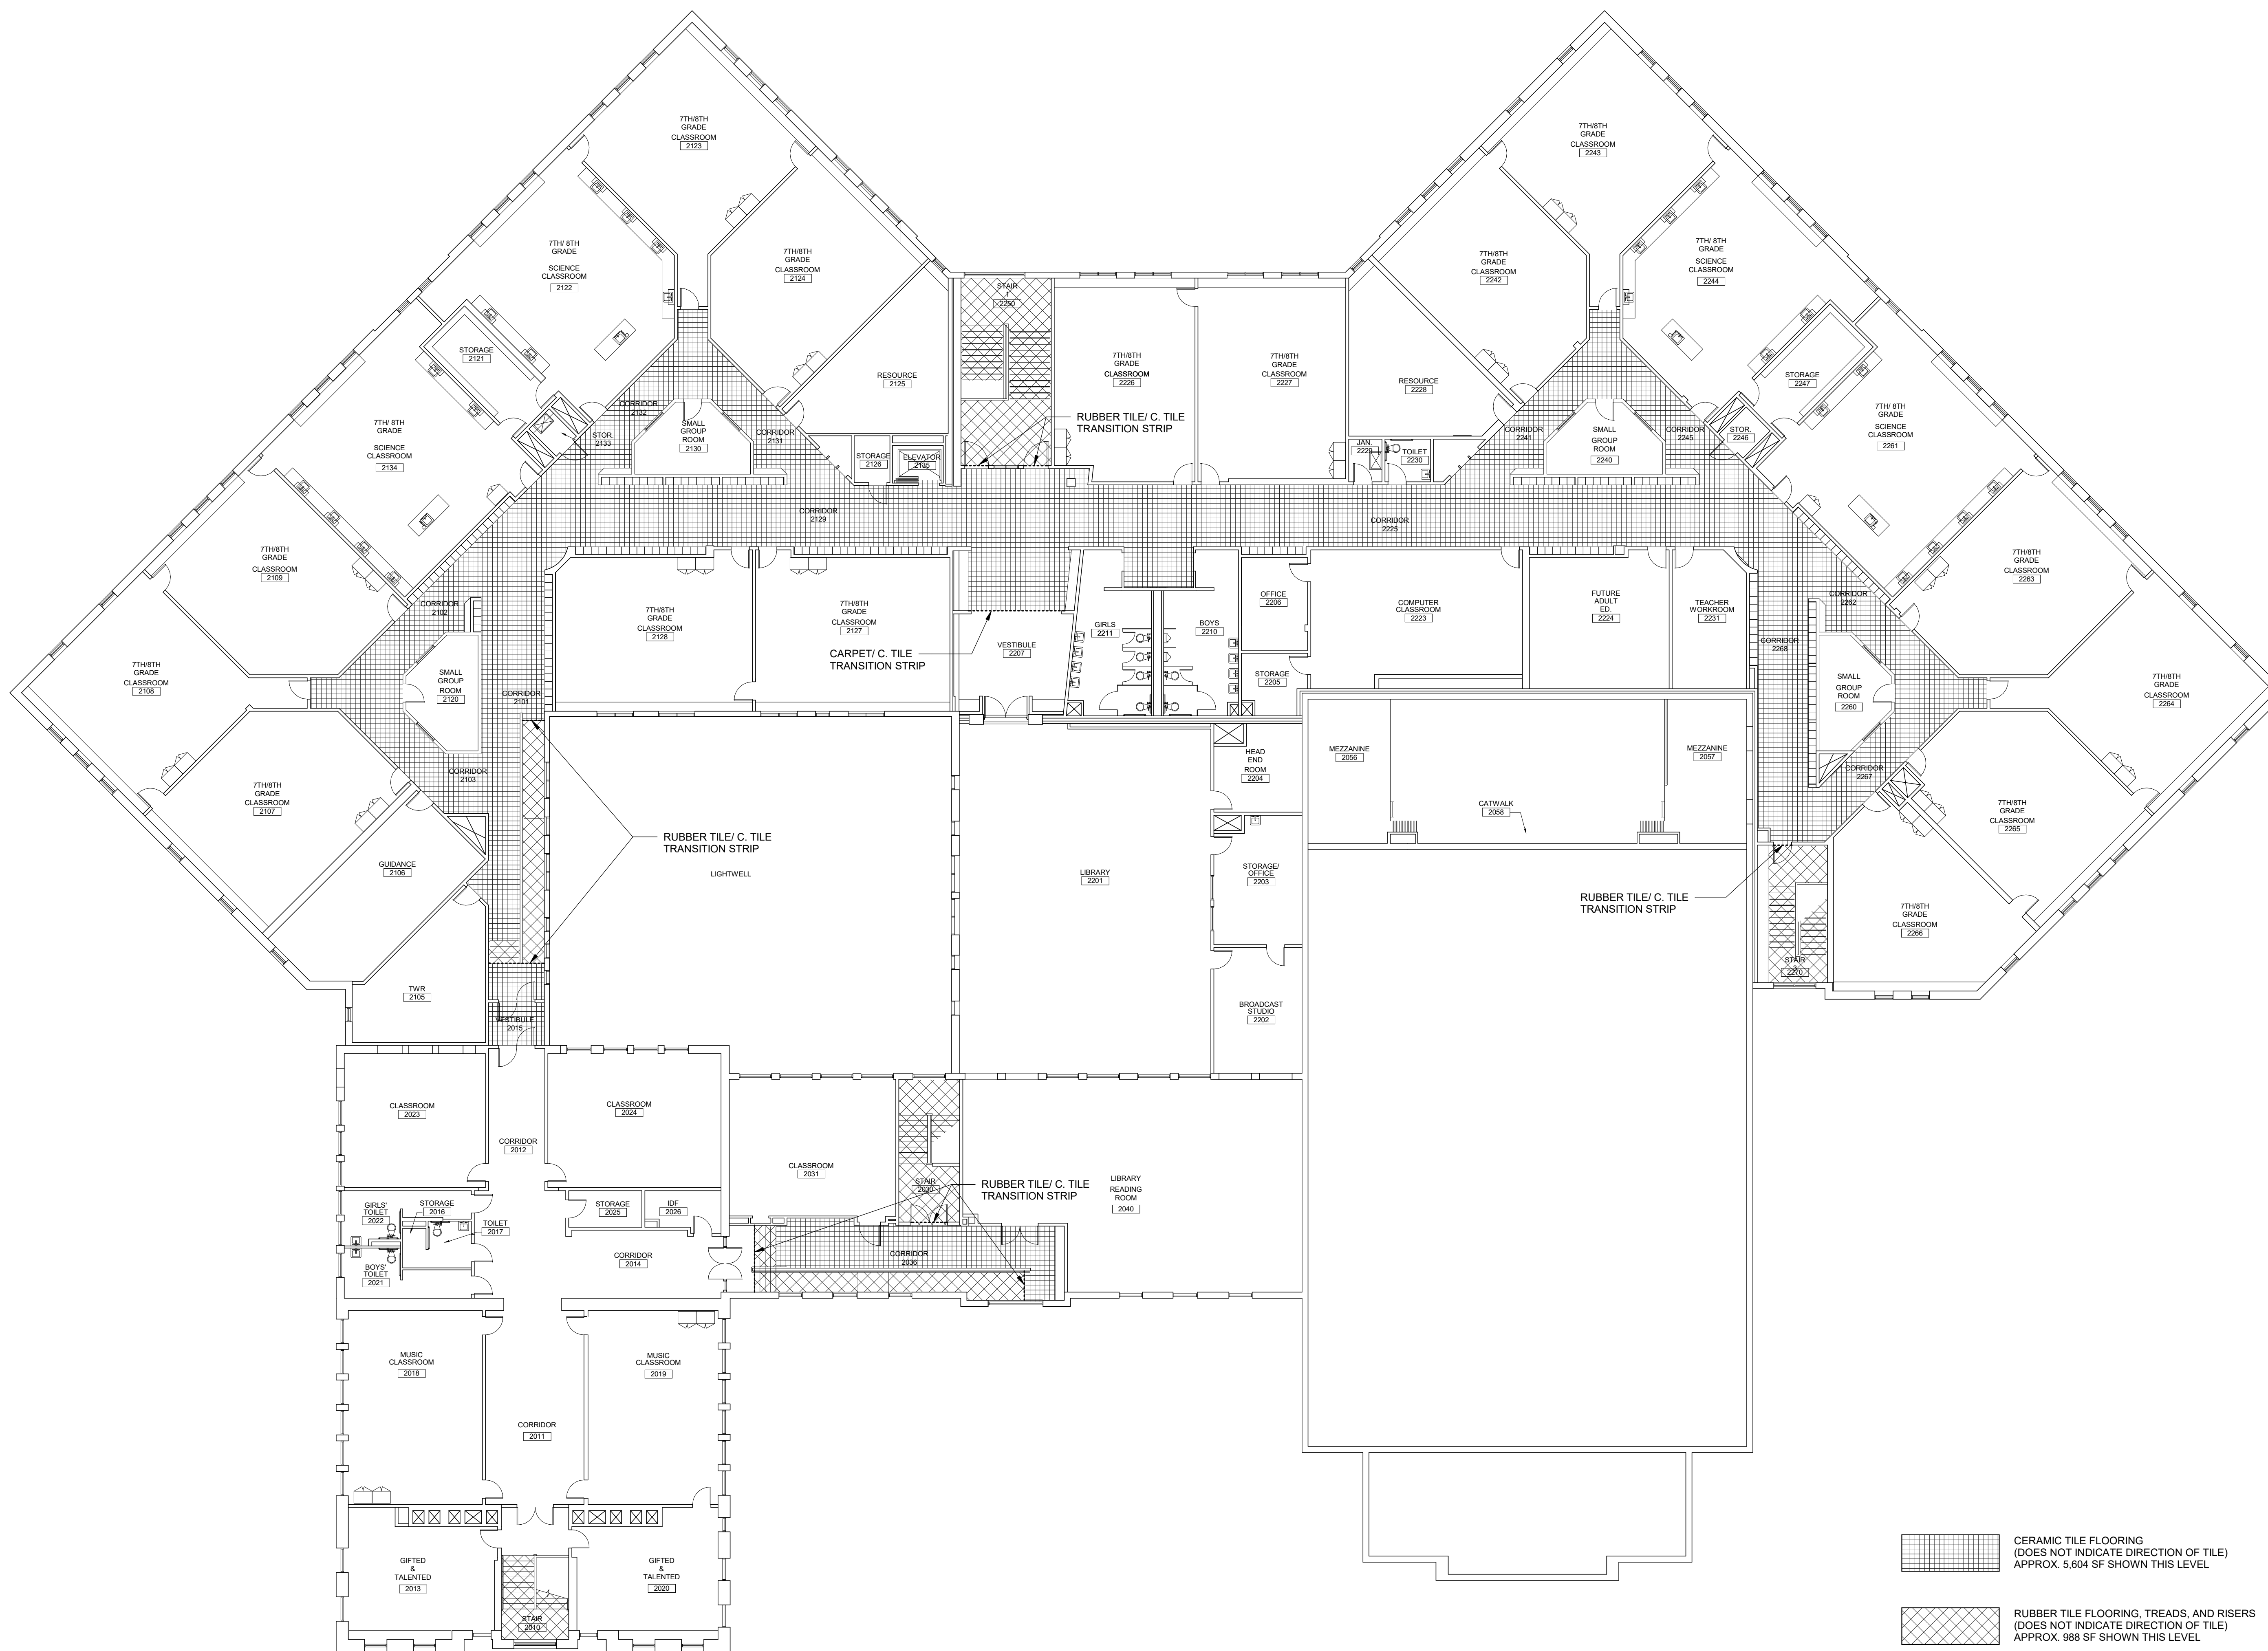 7TH/8TH
GRADE
CLASSROOM
2123
7TH/8TH
GRADE
CLASSROOM
2243
7TH/ 8TH
GRADE
SCIENCE
CLASSROOM
2122
7TH/8TH
GRADE
CLASSROOM
2124
7TH/8TH
GRADE
CLASSROOM
2242
7TH/ 8TH
GRADE
SCIENCE
CLASSROOM
2244
STAIR
1
2250
STORAGE
2121
RESOURCE
2125
7TH/8TH
GRADE
CLASSROOM
2226
7TH/8TH
GRADE
CLASSROOM
2227
RESOURCE
2228
STORAGE
2247
CORRIDOR
2132
SMALL
GROUP
ROOM
2130
CORRIDOR
2131
STOR.
2133
STORAGE
2126
ELEVATOR
2135
RUBBER TILE/ C. TILE
TRANSITION STRIP
JAN.
2229
TOILET
2230
CORRIDOR
2241
SMALL
GROUP
ROOM
2240
CORRIDOR
2245
STOR.
2246
7TH/ 8TH
GRADE
SCIENCE
CLASSROOM
2134
7TH/ 8TH
GRADE
SCIENCE
CLASSROOM
2261
CORRIDOR
2129
CORRIDOR
2225
7TH/8TH
GRADE
CLASSROOM
2109
CORRIDOR
2102
7TH/8TH
GRADE
CLASSROOM
2128
7TH/8TH
GRADE
CLASSROOM
2127
CARPET/ C. TILE
TRANSITION STRIP
VESTIBULE
2207
GIRLS
2211
BOYS
2210
OFFICE
2206
STORAGE
2205
COMPUTER
CLASSROOM
2223
FUTURE
ADULT
ED.
2224
TEACHER
WORKROOM
2231
CORRIDOR
2268
CORRIDOR
2262
7TH/8TH
GRADE
CLASSROOM
2263
7TH/8TH
GRADE
CLASSROOM
2108
SMALL
GROUP
ROOM
2120
CORRIDOR
2101
SMALL
GROUP
ROOM
2260
7TH/8TH
GRADE
CLASSROOM
2264
CORRIDOR
2103
7TH/8TH
GRADE
CLASSROOM
2107
HEAD
END
ROOM
2204
MEZZANINE
2056
MEZZANINE
2057
CATWALK
2058
CORRIDOR
2267
7TH/8TH
GRADE
CLASSROOM
2265
RUBBER TILE/ C. TILE
TRANSITION STRIP
GUIDANCE
2106
LIGHTWELL
LIBRARY
2201
STORAGE/
OFFICE
2203
RUBBER TILE/ C. TILE
TRANSITION STRIP
7TH/8TH
GRADE
CLASSROOM
2266
STAIR
2270
TWR
2105
VESTIBULE
2015
BROADCAST
STUDIO
2202
CLASSROOM
2023
CLASSROOM
2024
CORRIDOR
2012
CLASSROOM
2031
STAIR
2030
RUBBER TILE/ C. TILE
TRANSITION STRIP
LIBRARY
READING
ROOM
2040
GIRLS'
TOILET
2022
STORAGE
2016
TOILET
2017
STORAGE
2025
IDF
2026
BOYS'
TOILET
2021
CORRIDOR
2014
CORRIDOR
2036
MUSIC
CLASSROOM
2018
MUSIC
CLASSROOM
2019
CORRIDOR
2011
GIFTED
&
TALENTED
2013
GIFTED
&
TALENTED
2020
STAIR
2010
CERAMIC TILE FLOORING
(DOES NOT INDICATE DIRECTION OF TILE)
APPROX. 5,604 SF SHOWN THIS LEVEL
RUBBER TILE FLOORING, TREADS, AND RISERS
(DOES NOT INDICATE DIRECTION OF TILE)
APPROX. 988 SF SHOWN THIS LEVEL